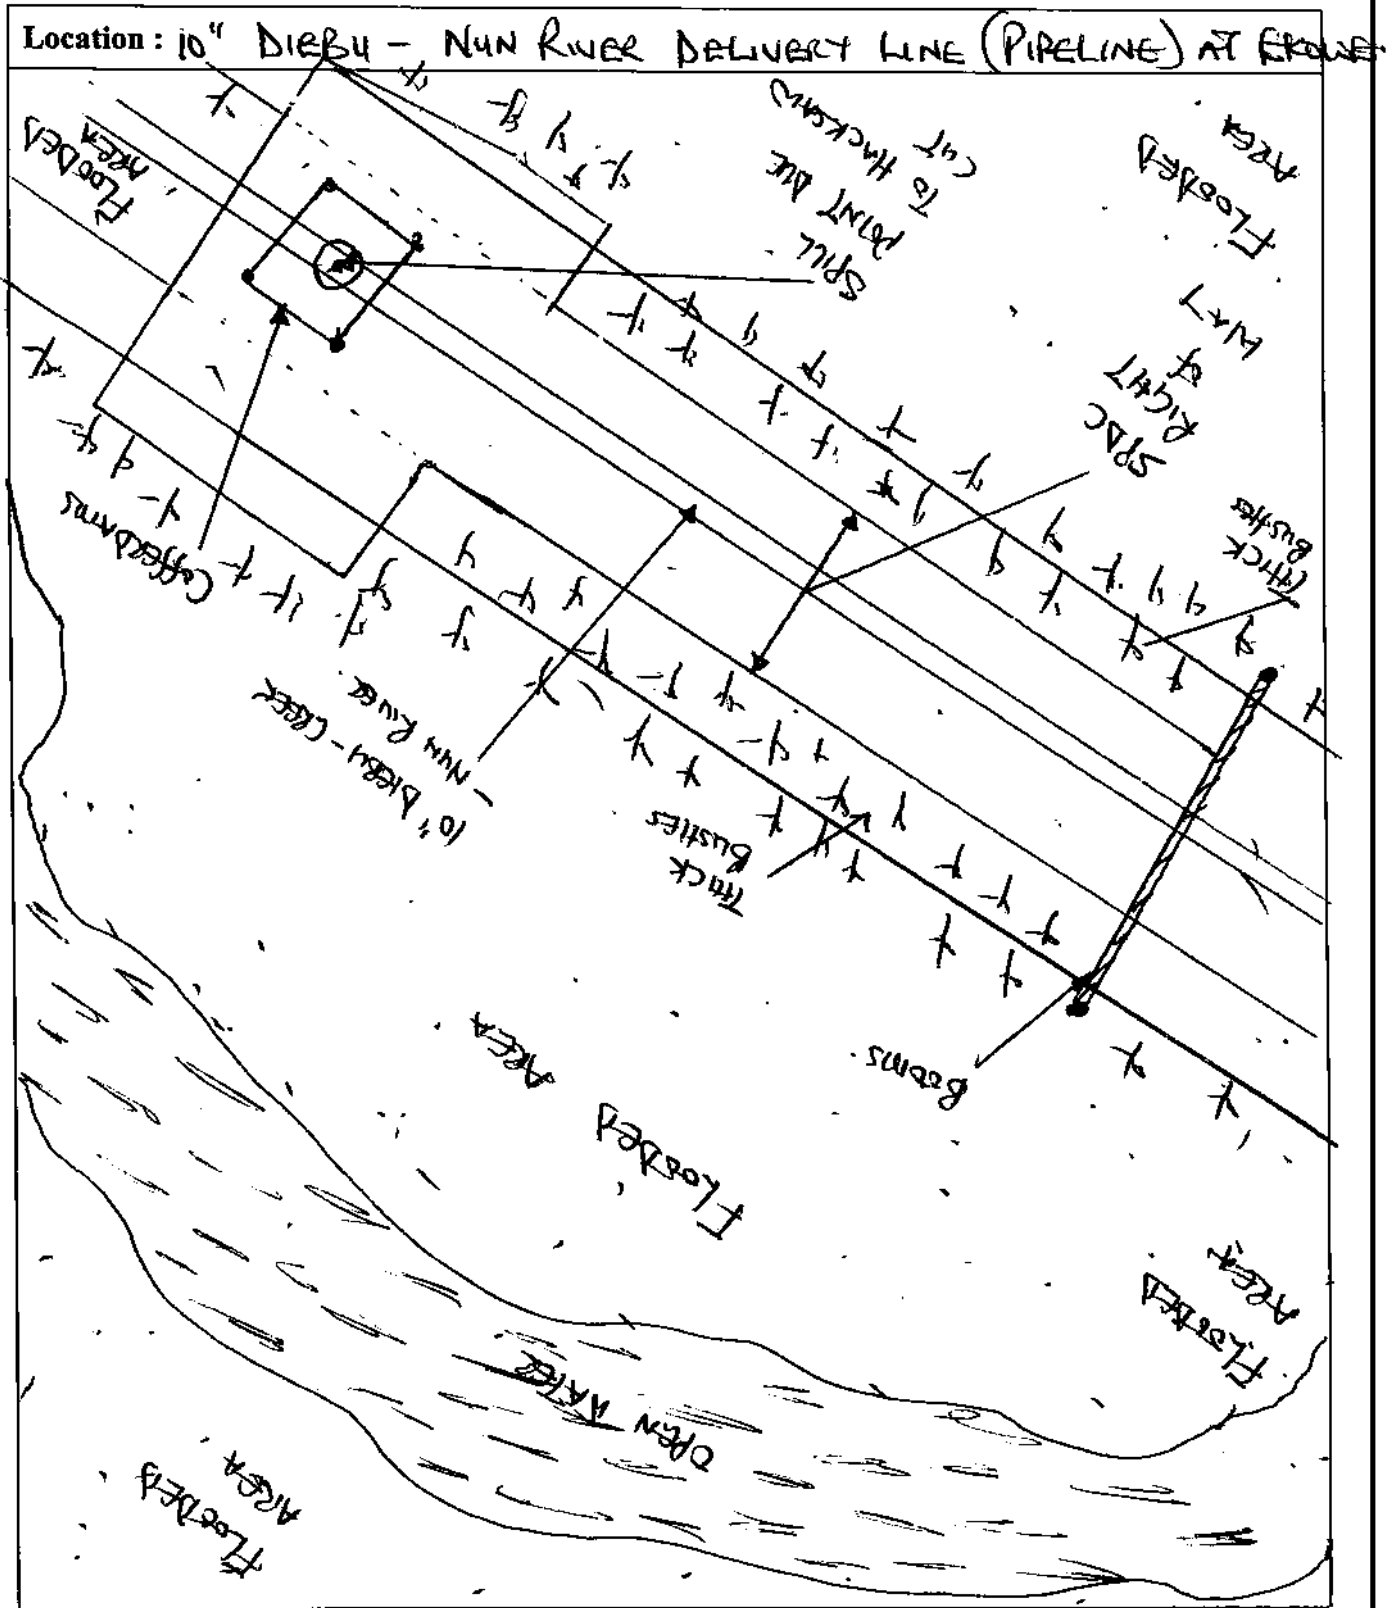 Location : 10" DIEBU - NUN RIVER DELIVERY LINE (PIPELINE) AT EKOWE
FLOODED
AREA
SPILL
POINT DUE
TO HACKSAW
CUT
FLOODED
AREA
SPDC
RIGHT
OF
WAY
THICK
BUSHES
COFFERDAMS
10" DIEBU - CREEK
- NUN RIVER
THICK
BUSHES
BOOMS
FLOODED AREA
FLOODED
AREA
OPEN WATER
FLOODED
AREA